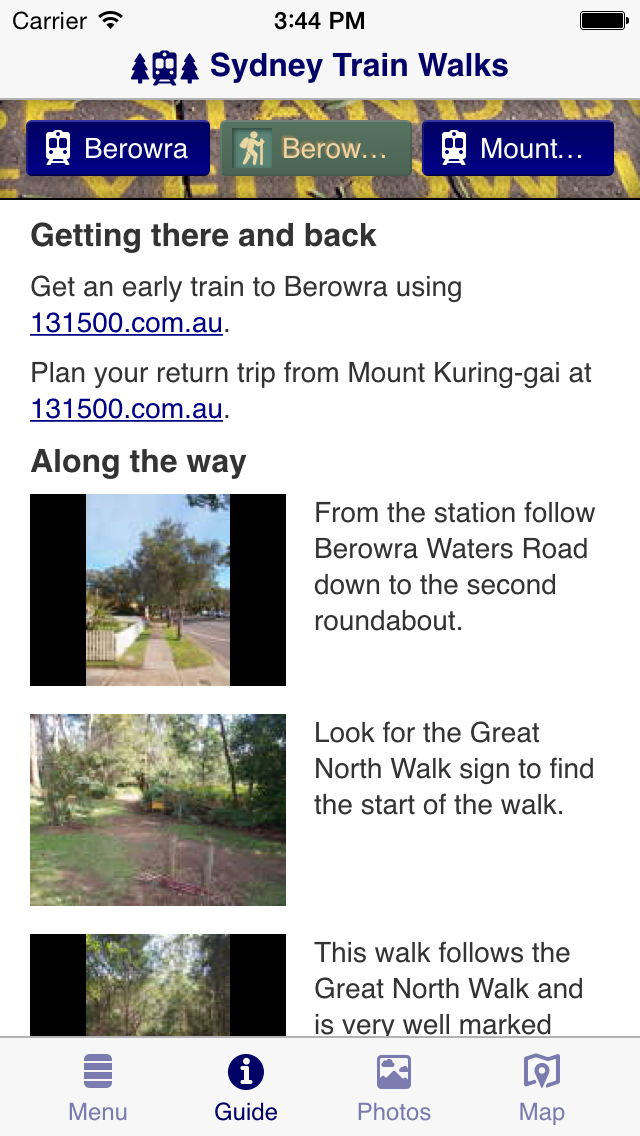 Carrier 3:44 PM
Sydney Train Walks
Berowra Berow... Mount...
Getting there and back
Get an early train to Berowra using
131500.com.au.
Plan your return trip from Mount Kuring-gai at
131500.com.au.
Along the way
From the station follow
Berowra Waters Road
down to the second
roundabout.
Look for the Great
North Walk sign to find
the start of the walk.
This walk follows the
Great North Walk and
is very well marked
Menu Guide Photos Map